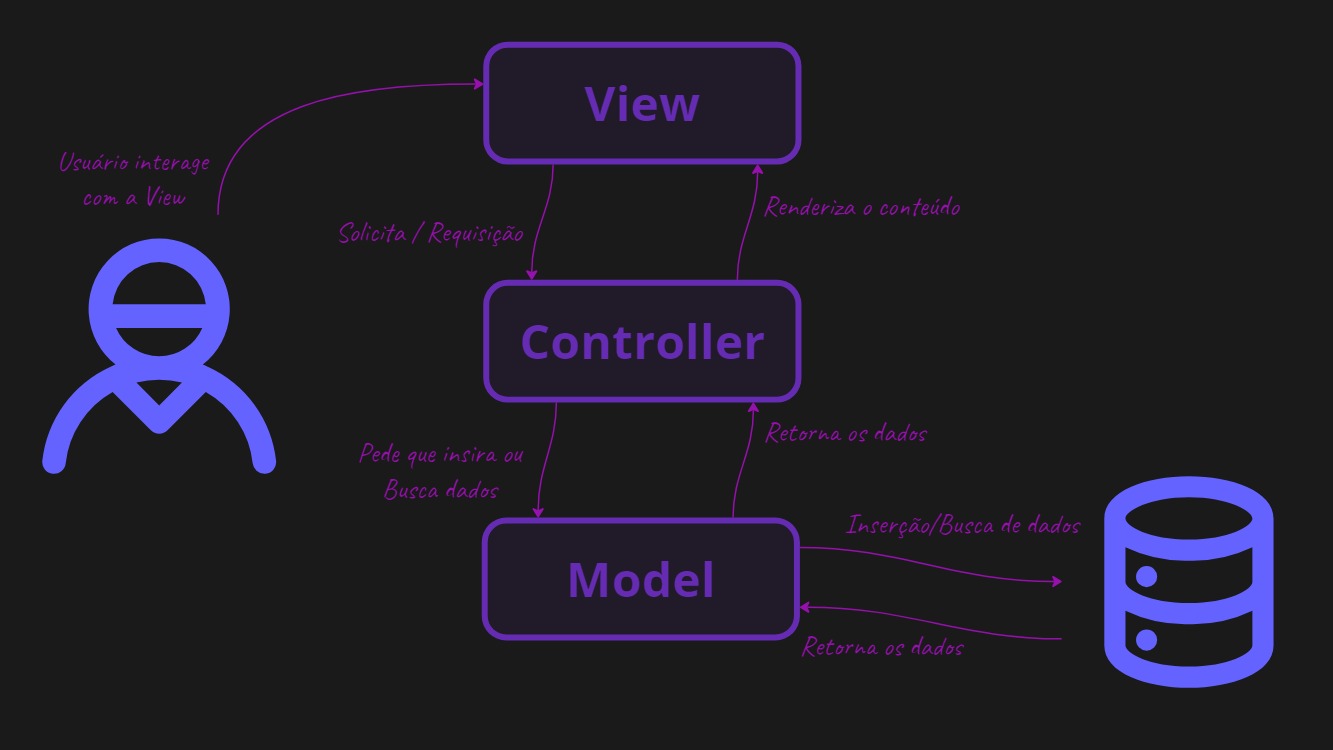 View
Usuário interage
com a View
Solicita / Requisição
Renderiza o conteúdo
Controller
Pede que insira ou
Busca dados
Retorna os dados
Model
Inserção/Busca de dados
Retorna os dados